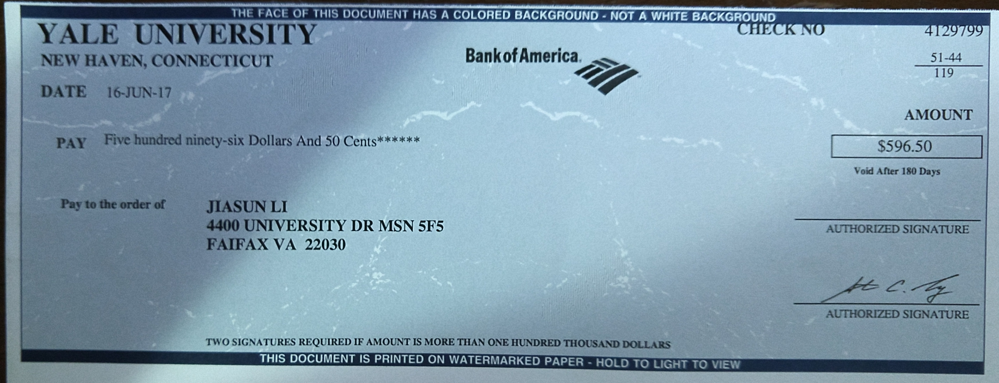 THE FACE OF THIS DOCUMENT HAS A COLORED BACKGROUND - NOT A WHITE BACKGROUND
YALE UNIVERSITY
NEW HAVEN, CONNECTICUT
DATE 16-JUN-17
Bank of America.
CHECK NO 4129799
51-44
119
AMOUNT
PAY Five hundred ninety-six Dollars And 50 Cents******
$596.50
Void After 180 Days
Pay to the order of
JIASUN LI
4400 UNIVERSITY DR MSN 5F5
FAIFAX VA 22030
AUTHORIZED SIGNATURE
AUTHORIZED SIGNATURE
TWO SIGNATURES REQUIRED IF AMOUNT IS MORE THAN ONE HUNDRED THOUSAND DOLLARS
THIS DOCUMENT IS PRINTED ON WATERMARKED PAPER - HOLD TO LIGHT TO VIEW